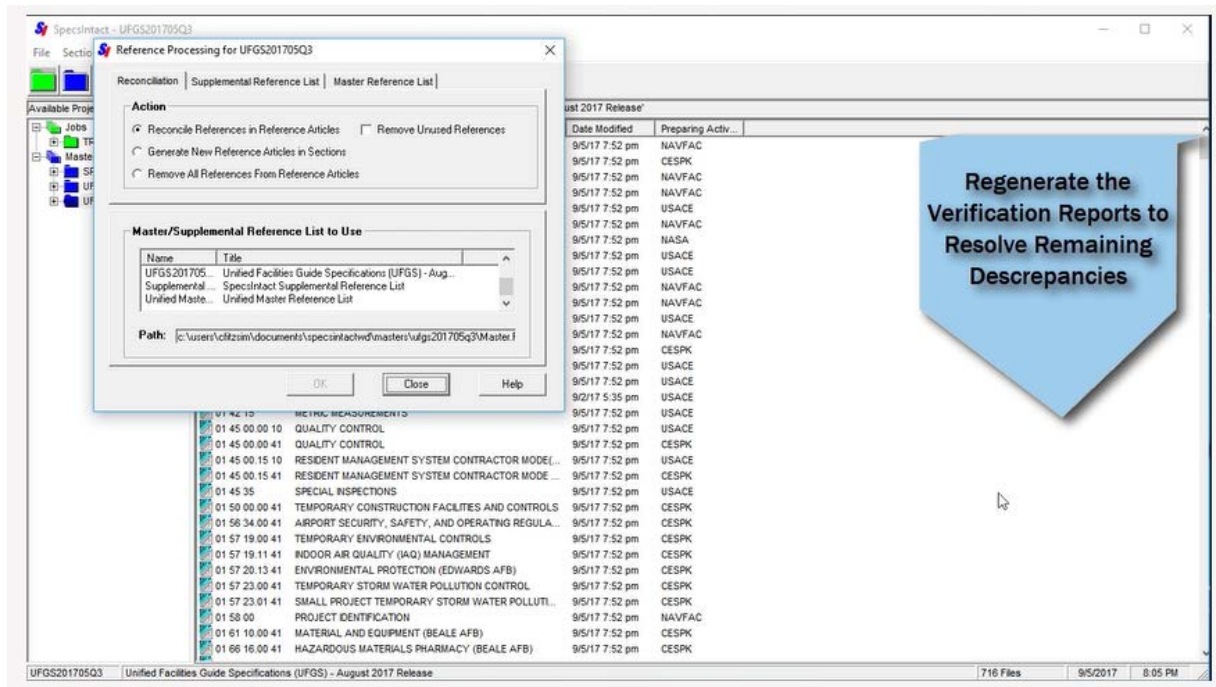 SpecsIntact - UFGS201705Q3
File Sectio
Reference Processing for UFGS201705Q3
Reconciliation Supplemental Reference List Master Reference List
Action
Reconcile References in Reference Articles Remove Unused References
Generate New Reference Articles in Sections
Remove All References From Reference Articles
Master/Supplemental Reference List to Use
Name Title
UFGS201705... Unified Facilities Guide Specifications (UFGS) - Aug...
Supplemental ... SpecsIntact Supplemental Reference List
Unified Maste... Unified Master Reference List
Path: c:\users\cfitzsim\documents\specsintactwd\masters\ufgs201705q3\Master.
OK Close Help
Available Proje
Jobs
TR
Maste
SP
UF
UF
ust 2017 Release'
Date Modified Preparing Activ...
9/5/17 7:52 pm NAVFAC
9/5/17 7:52 pm CESPK
9/5/17 7:52 pm NAVFAC
9/5/17 7:52 pm NAVFAC
9/5/17 7:52 pm USACE
9/5/17 7:52 pm NAVFAC
9/5/17 7:52 pm NASA
9/5/17 7:52 pm USACE
9/5/17 7:52 pm USACE
9/5/17 7:52 pm NAVFAC
9/5/17 7:52 pm NAVFAC
9/5/17 7:52 pm USACE
9/5/17 7:52 pm NAVFAC
9/5/17 7:52 pm CESPK
9/5/17 7:52 pm USACE
9/5/17 7:52 pm USACE
9/2/17 5:35 pm USACE
01 42 15 METRIC MEASUREMENTS 9/5/17 7:52 pm USACE
01 45 00.00 10 QUALITY CONTROL 9/5/17 7:52 pm USACE
01 45 00.00 41 QUALITY CONTROL 9/5/17 7:52 pm CESPK
01 45 00.15 10 RESIDENT MANAGEMENT SYSTEM CONTRACTOR MODE(... 9/5/17 7:52 pm USACE
01 45 00.15 41 RESIDENT MANAGEMENT SYSTEM CONTRACTOR MODE ... 9/5/17 7:52 pm CESPK
01 45 35 SPECIAL INSPECTIONS 9/5/17 7:52 pm USACE
01 50 00.00 41 TEMPORARY CONSTRUCTION FACILITIES AND CONTROLS 9/5/17 7:52 pm CESPK
01 56 34.00 41 AIRPORT SECURITY, SAFETY, AND OPERATING REGULA... 9/5/17 7:52 pm CESPK
01 57 19.00 41 TEMPORARY ENVIRONMENTAL CONTROLS 9/5/17 7:52 pm CESPK
01 57 19.11 41 INDOOR AIR QUALITY (IAQ) MANAGEMENT 9/5/17 7:52 pm CESPK
01 57 20.13 41 ENVIRONMENTAL PROTECTION (EDWARDS AFB) 9/5/17 7:52 pm CESPK
01 57 23.00 41 TEMPORARY STORM WATER POLLUTION CONTROL 9/5/17 7:52 pm CESPK
01 57 23.01 41 SMALL PROJECT TEMPORARY STORM WATER POLLUTI... 9/5/17 7:52 pm CESPK
01 58 00 PROJECT IDENTIFICATION 9/5/17 7:52 pm NAVFAC
01 61 10.00 41 MATERIAL AND EQUIPMENT (BEALE AFB) 9/5/17 7:52 pm CESPK
01 66 16.00 41 HAZARDOUS MATERIALS PHARMACY (BEALE AFB) 9/5/17 7:52 pm CESPK
Regenerate the
Verification Reports to
Resolve Remaining
Descrepancies
UFGS201705Q3 Unified Facilities Guide Specifications (UFGS) - August 2017 Release 716 Files 9/5/2017 8:05 PM